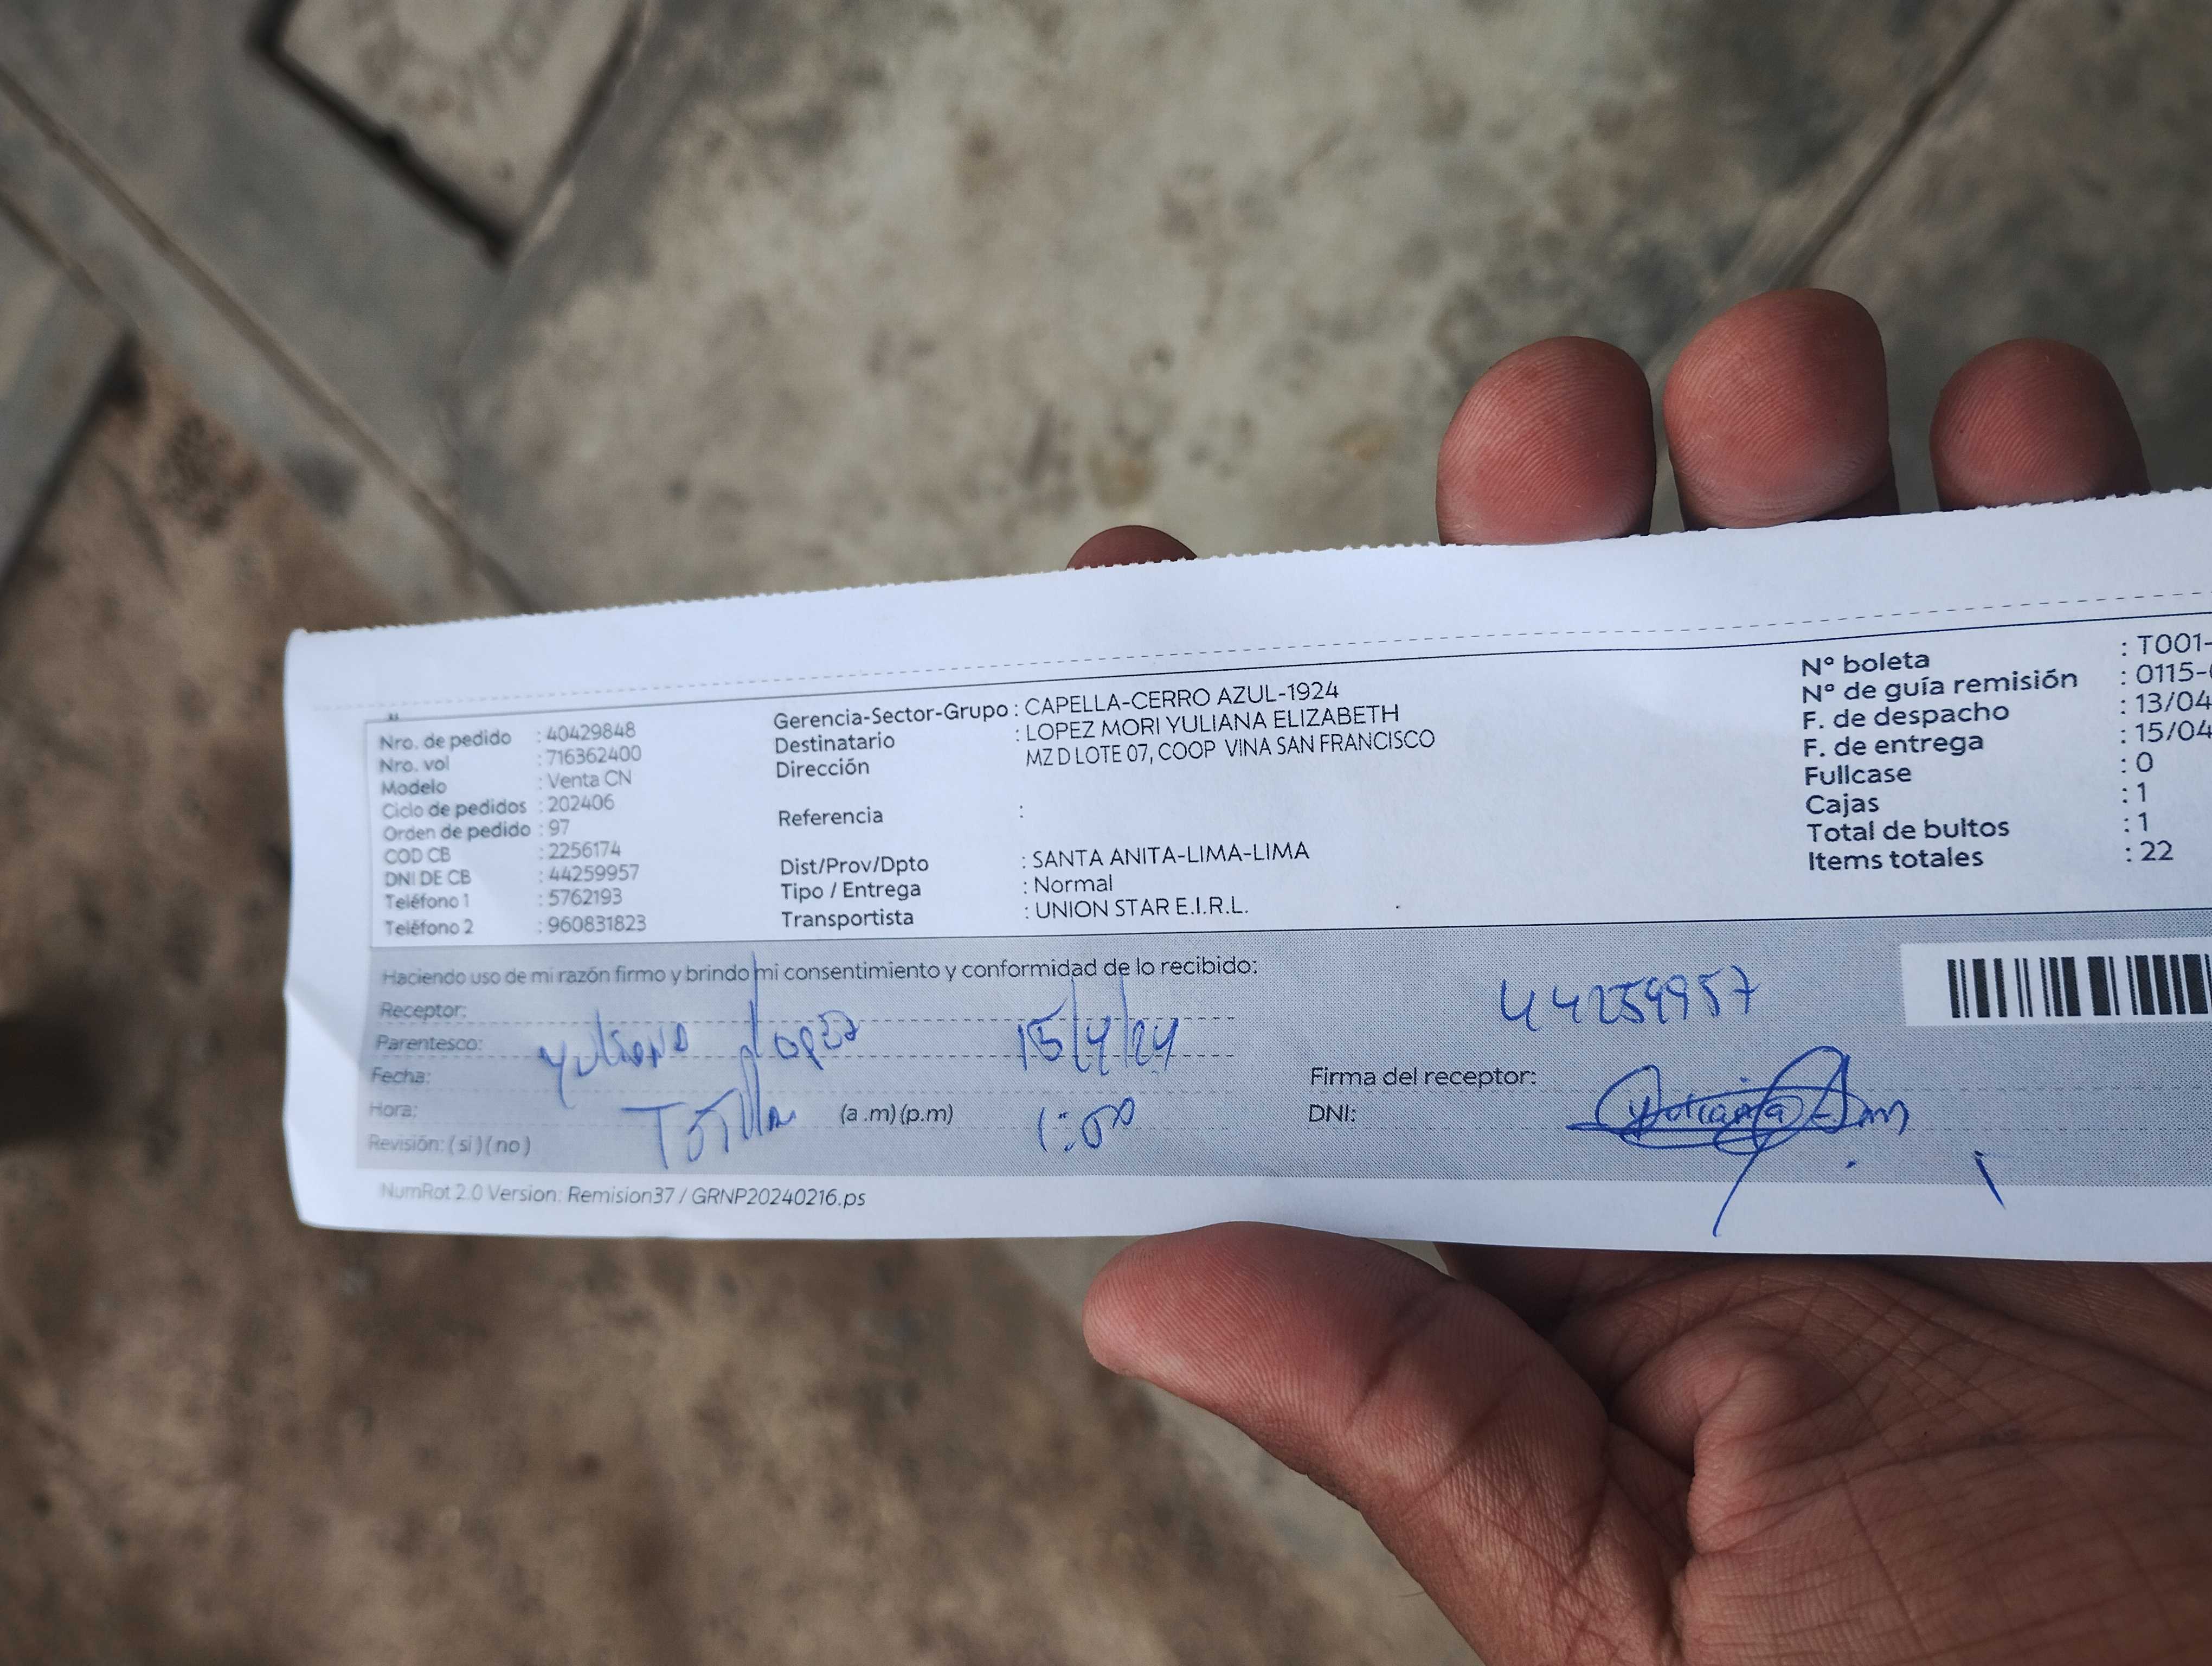 Nro. de pedido : 40429848
Nro. vol : 716362400
Modelo : Venta CN
Ciclo de pedidos : 202406
Orden de pedido : 97
COD CB : 2256174
DNI DE CB : 44259957
Teléfono 1 : 5762193
Teléfono 2 : 960831823
Gerencia-Sector-Grupo : CAPELLA-CERRO AZUL-1924
Destinatario : LOPEZ MORI YULIANA ELIZABETH
Dirección MZ D LOTE 07, COOP VINA SAN FRANCISCO
Referencia :
Dist/Prov/Dpto : SANTA ANITA-LIMA-LIMA
Tipo / Entrega : Normal
Transportista : UNION STAR E.I.R.L.
N° boleta : T001-
N° de guía remisión : 0115-
F. de despacho : 13/04
F. de entrega : 15/04
Fullcase : 0
Cajas : 1
Total de bultos : 1
Items totales : 22
Haciendo uso de mi razón firmo y brindo mi consentimiento y conformidad de lo recibido:
Receptor:
Parentesco: Yuliana Lopez 15/4/24
Fecha:
Hora: (a .m) (p.m) 1:00
Revisión: ( si ) ( no )
44259957
Firma del receptor:
DNI:
NumRot 2.0 Version: Remision37 / GRNP20240216.ps